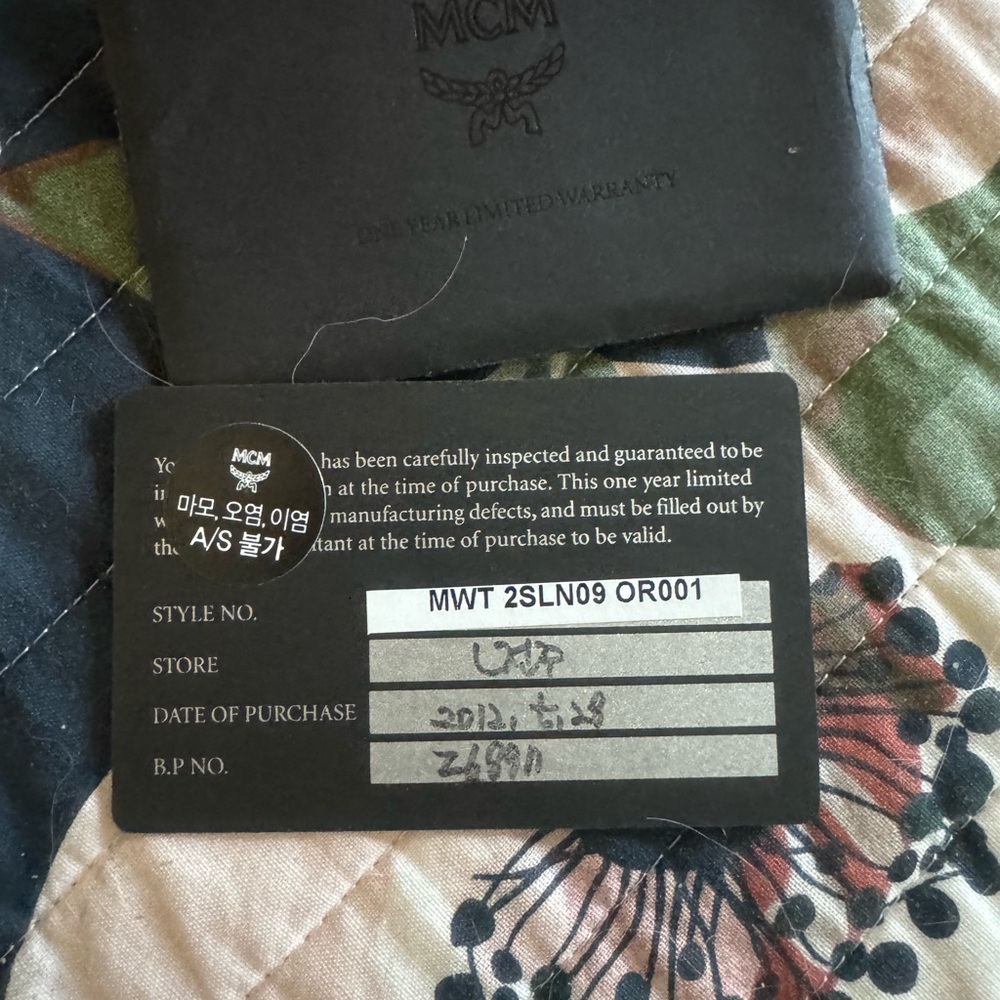 MCM
ONE YEAR LIMITED WARRANTY
has been carefully inspected and guaranteed to be
at the time of purchase. This one year limited
manufacturing defects, and must be filled out by
at the time of purchase to be valid.
MCM
마모, 오염, 이염
A/S 불가
STYLE NO. MWT 2SLN09 OR001
STORE
DATE OF PURCHASE
B.P NO.